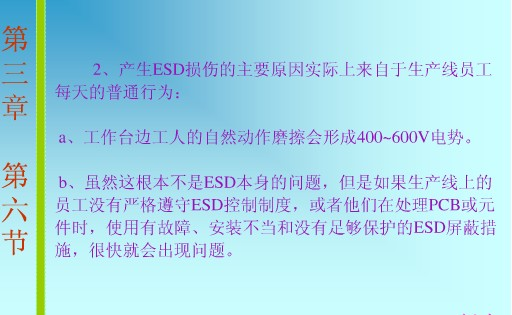 第三章 第六节
2、产生ESD损伤的主要原因实际上来自于生产线员工
每天的普通行为：
a、工作台边工人的自然动作磨擦会形成400~600V电势。
b、虽然这根本不是ESD本身的问题，但是如果生产线上的
员工没有严格遵守ESD控制制度，或者他们在处理PCB或元
件时，使用有故障、安装不当和没有足够保护的ESD屏蔽措
施，很快就会出现问题。